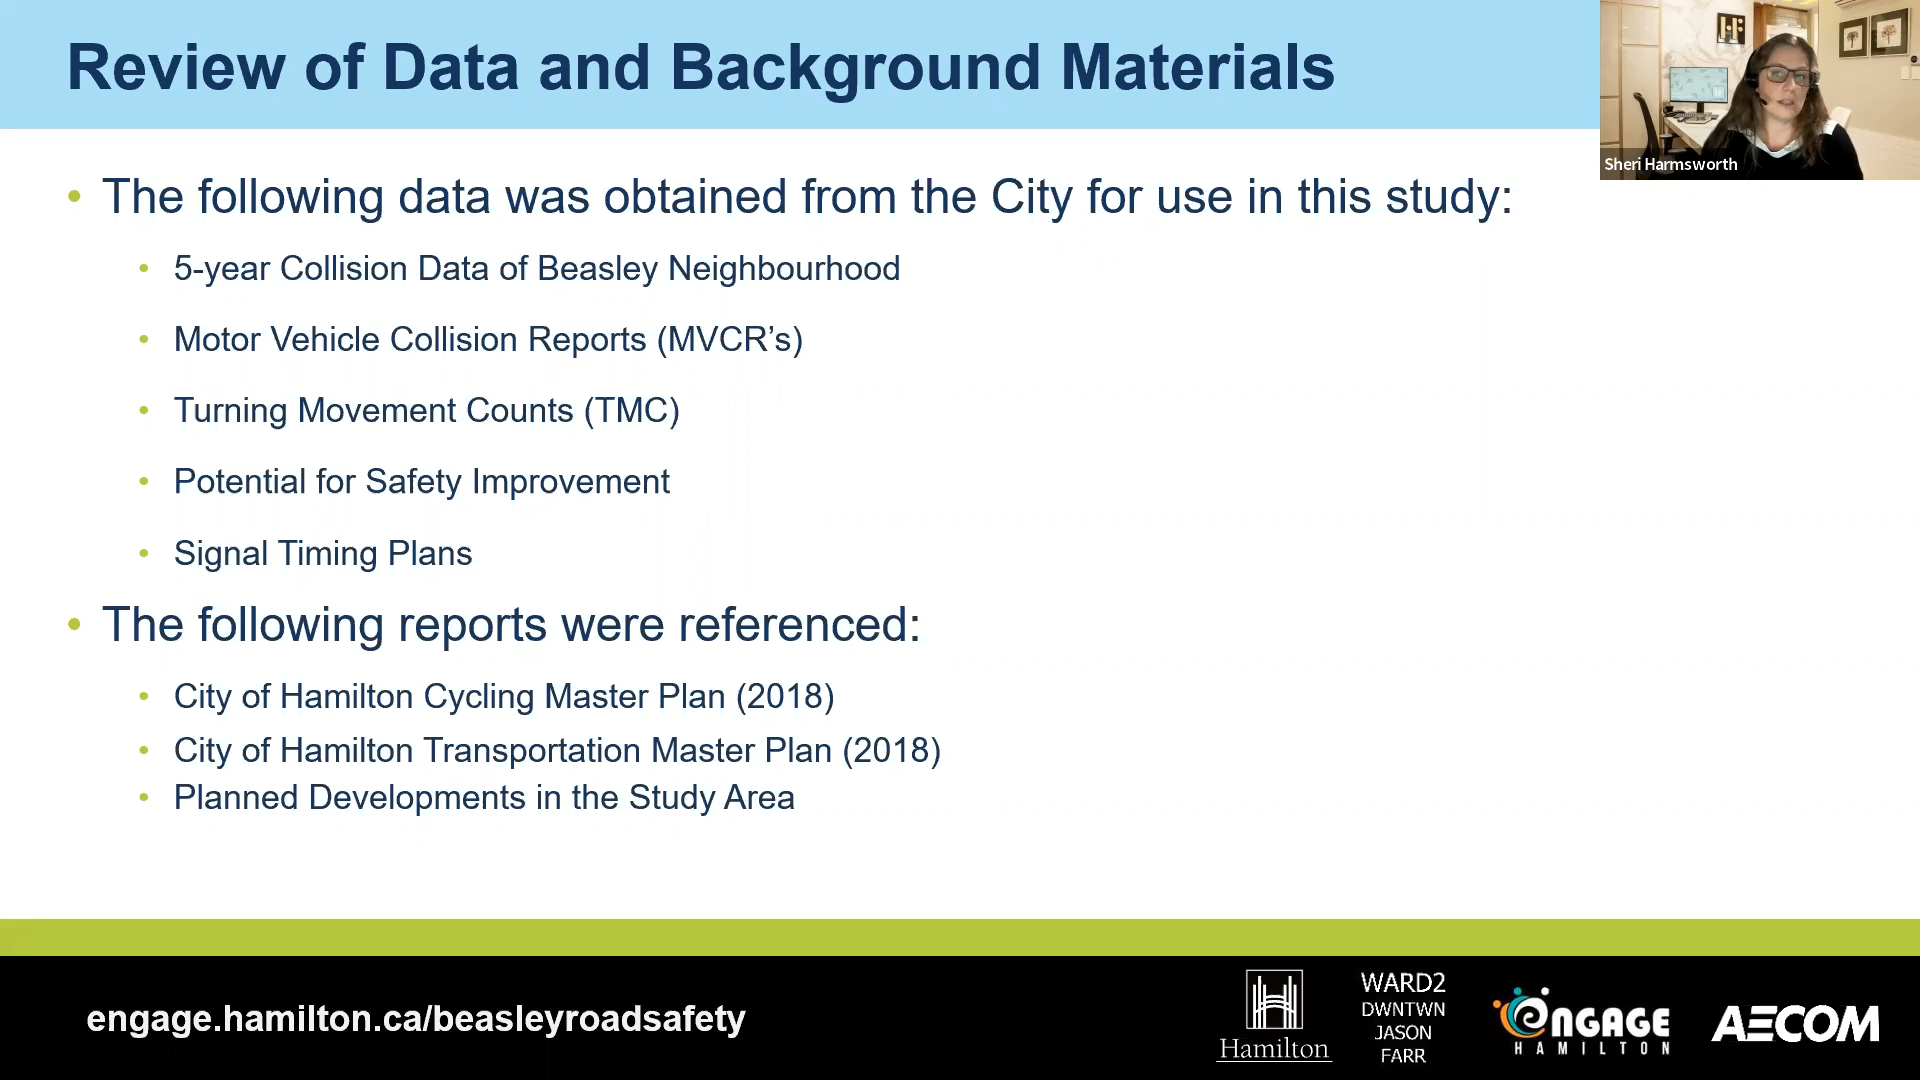 Review of Data and Background Materials
Sheri Harmsworth
• The following data was obtained from the City for use in this study:
• 5-year Collision Data of Beasley Neighbourhood
• Motor Vehicle Collision Reports (MVCR’s)
• Turning Movement Counts (TMC)
• Potential for Safety Improvement
• Signal Timing Plans
• The following reports were referenced:
• City of Hamilton Cycling Master Plan (2018)
• City of Hamilton Transportation Master Plan (2018)
• Planned Developments in the Study Area
engage.hamilton.ca/beasleyroadsafety
Hamilton
WARD2
DWNTWN
JASON
FARR
ENGAGE
HAMILTON
AECOM